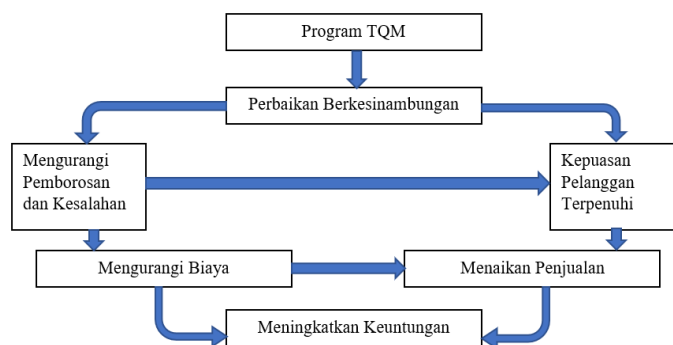 Program TQM
Perbaikan Berkesinambungan
Mengurangi
Pemborosan
dan Kesalahan
Kepuasan
Pelanggan
Terpenuhi
Mengurangi Biaya
Menaikan Penjualan
Meningkatkan Keuntungan